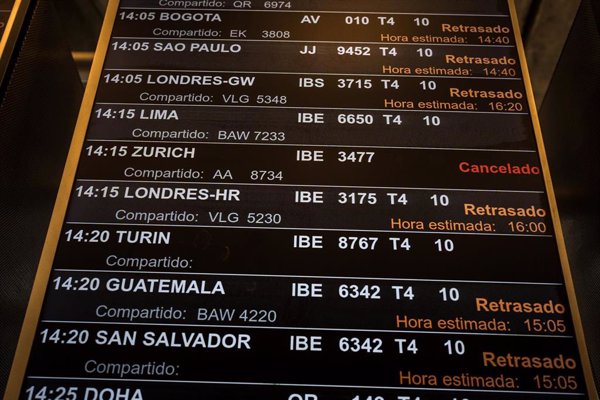 Compartido: QR 6974
14:05 BOGOTA AV 010 T4 10 Retrasado
Compartido: EK 3808 Hora estimada: 14:40
14:05 SAO PAULO JJ 9452 T4 10 Retrasado
Hora estimada: 14:40
14:05 LONDRES-GW IBS 3715 T4 10 Retrasado
Compartido: VLG 5348 Hora estimada: 16:20
14:15 LIMA IBE 6650 T4 10
Compartido: BAW 7233
14:15 ZURICH IBE 3477 Cancelado
Compartido: AA 8734
14:15 LONDRES-HR IBE 3175 T4 10 Retrasado
Compartido: VLG 5230 Hora estimada: 16:00
14:20 TURIN IBE 8767 T4 10
Compartido:
14:20 GUATEMALA IBE 6342 T4 10 Retrasado
Compartido: BAW 4220 Hora estimada: 15:05
14:20 SAN SALVADOR IBE 6342 T4 10 Retrasado
Compartido: Hora estimada: 15:05
14:25 DOHA QR T4 10